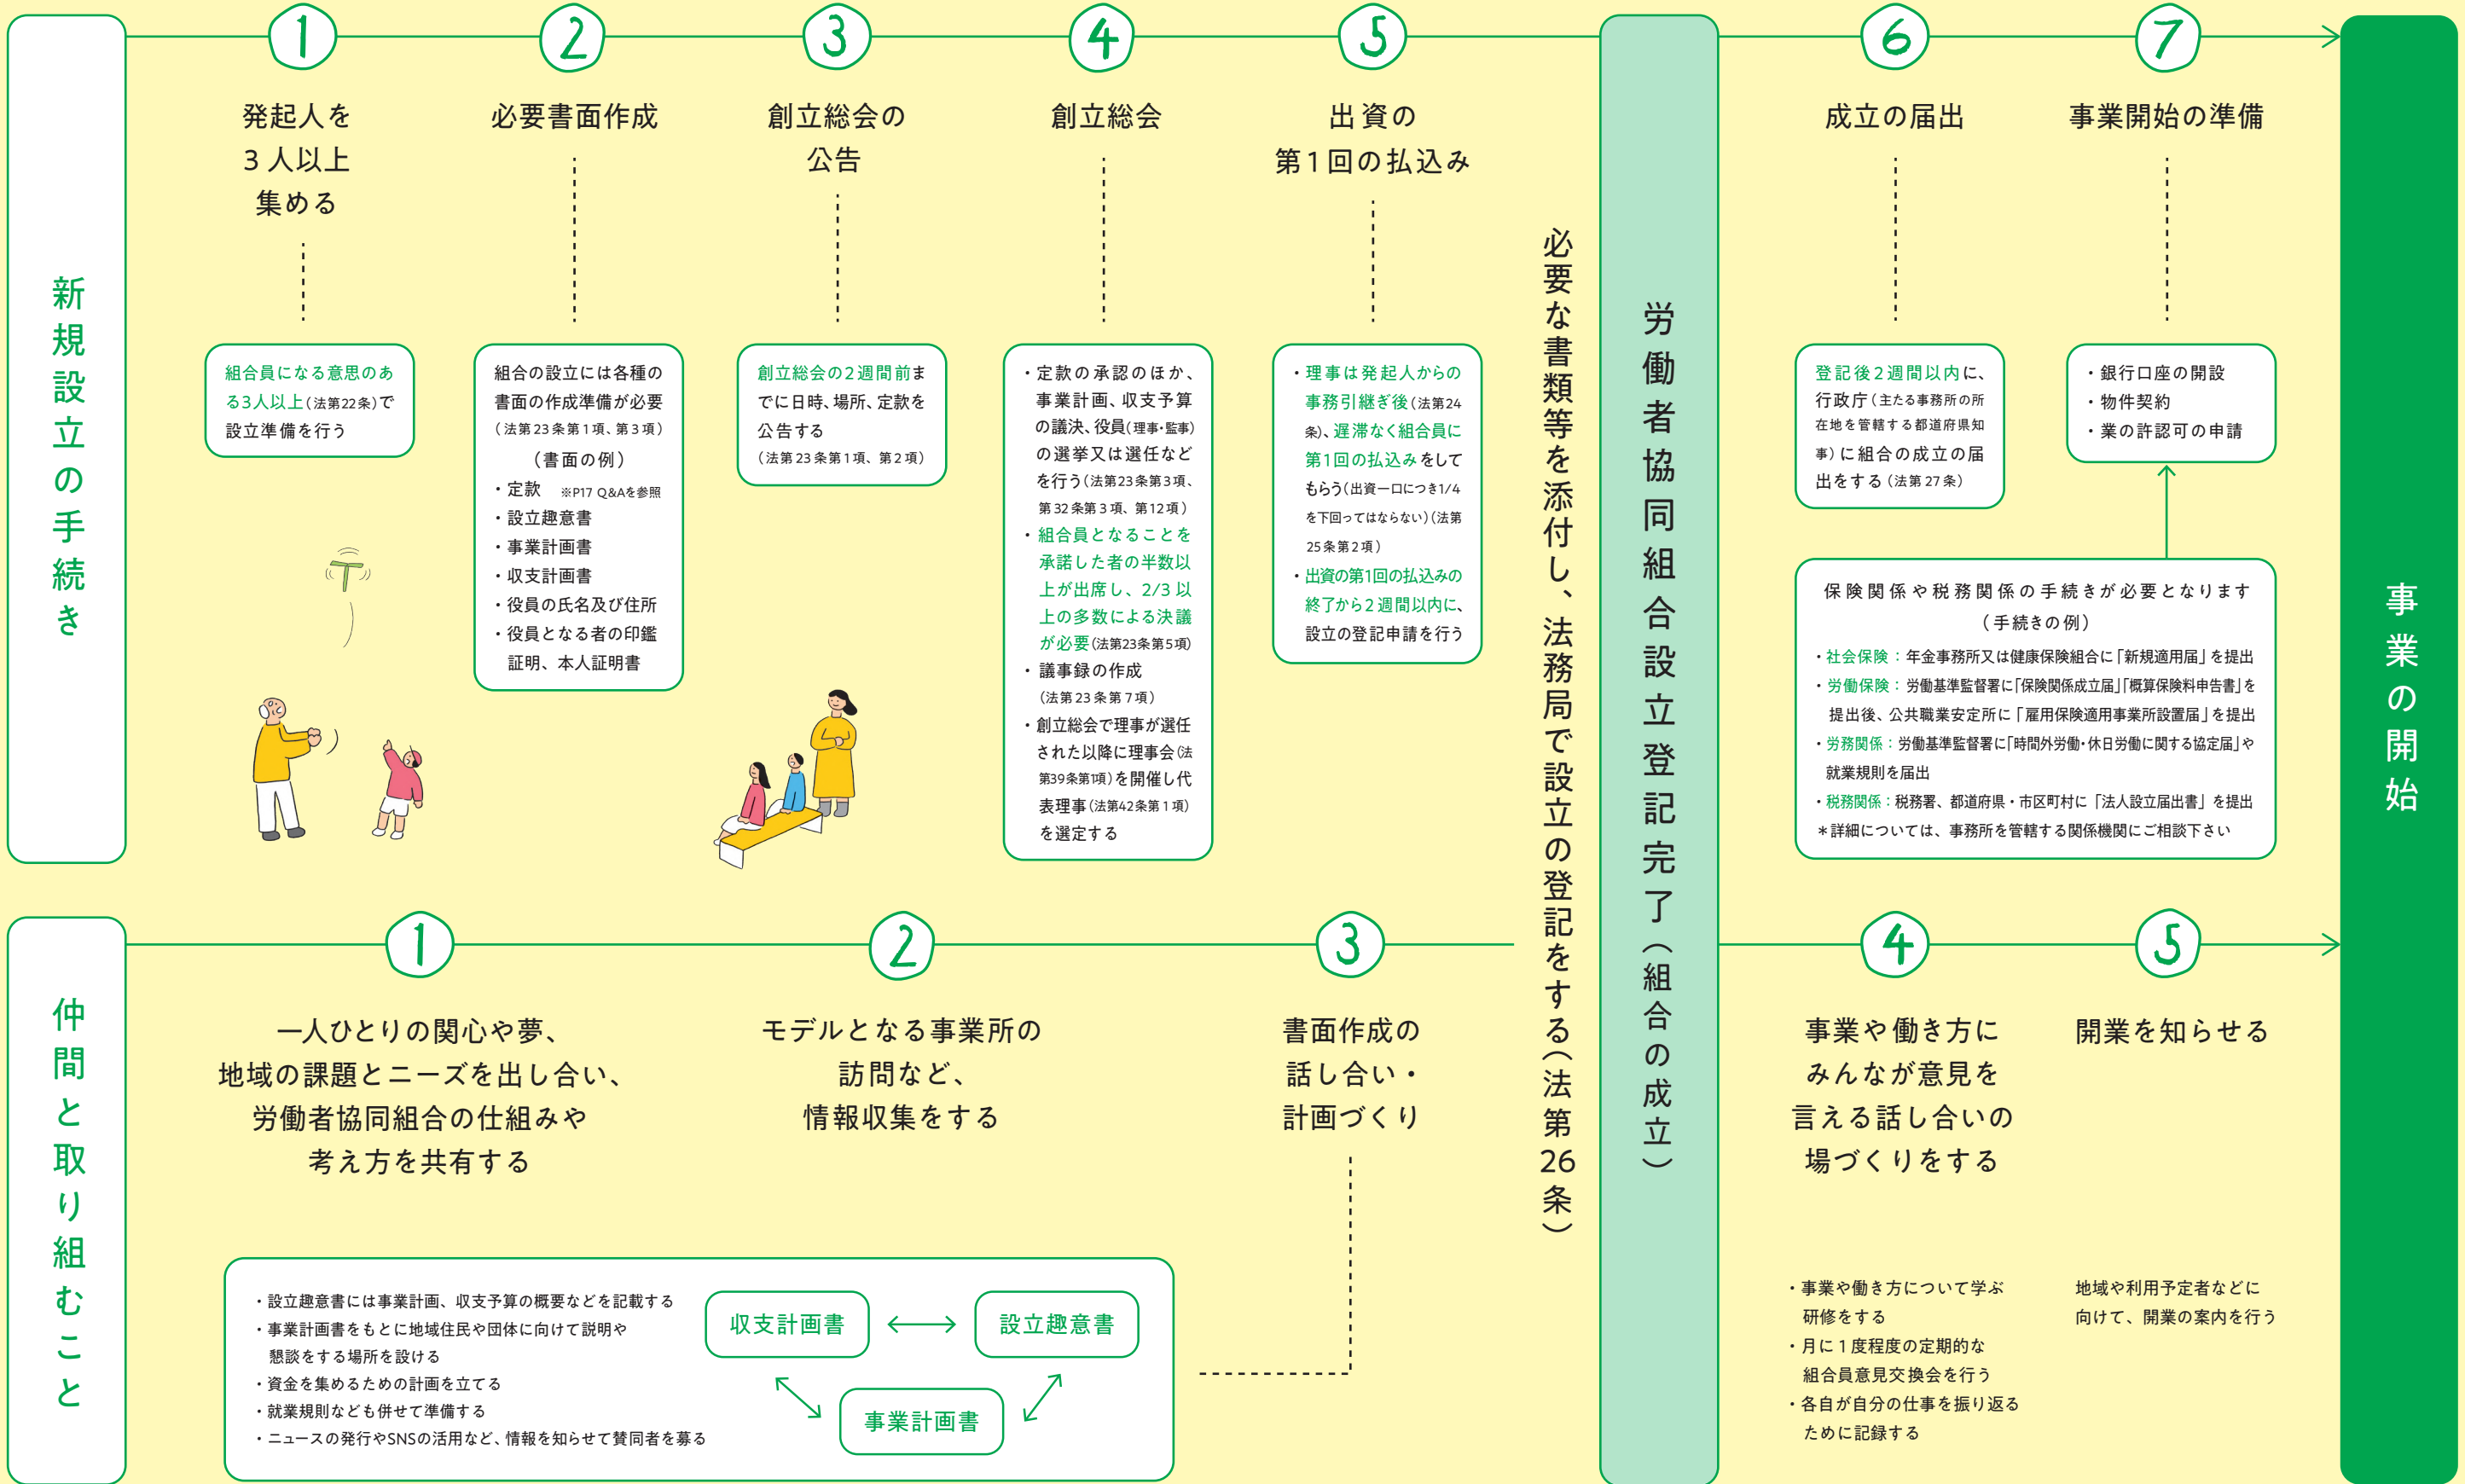 新規設立の手続き
1
発起人を
3人以上
集める
組合員になる意思のあ
る3人以上(法第22条)で
設立準備を行う
2
必要書面作成
組合の設立には各種の
書面の作成準備が必要
(法第23条第1項、第3項)
(書面の例)
・定款 ※P17 Q&Aを参照
・設立趣意書
・事業計画書
・収支計画書
・役員の氏名及び住所
・役員となる者の印鑑
証明、本人証明書
3
創立総会の
公告
創立総会の2週間前ま
でに日時、場所、定款を
公告する
(法第23条第1項、第2項)
4
創立総会
・定款の承認のほか、
事業計画、収支予算
の議決、役員(理事・監事)
の選挙又は選任など
を行う(法第23条第3項、
第32条第3項、第12項)
・組合員となることを
承諾した者の半数以
上が出席し、2/3以
上の多数による決議
が必要(法第23条第5項)
・議事録の作成
(法第23条第7項)
・創立総会で理事が選任
された以降に理事会(法
第39条第1項)を開催し代
表理事(法第42条第1項)
を選定する
5
出資の
第1回の払込み
・理事は発起人からの
事務引継ぎ後(法第24
条)、遅滞なく組合員に
第1回の払込みをして
もらう(出資一口につき1/4
を下回ってはならない)(法第
25条第2項)
・出資の第1回の払込みの
終了から2週間以内に、
設立の登記申請を行う
必要な書類等を添付し、法務局で設立の登記をする(法第26条)
労働者協同組合設立登記完了(組合の成立)
6
成立の届出
登記後2週間以内に、
行政庁(主たる事務所の所
在地を管轄する都道府県知
事)に組合の成立の届
出をする(法第27条)
7
事業開始の準備
・銀行口座の開設
・物件契約
・業の許認可の申請
保険関係や税務関係の手続きが必要となります
(手続きの例)
・社会保険:年金事務所又は健康保険組合に「新規適用届」を提出
・労働保険:労働基準監督署に「保険関係成立届」「概算保険料申告書」を
提出後、公共職業安定所に「雇用保険適用事業所設置届」を提出
・労務関係:労働基準監督署に「時間外労働・休日労働に関する協定届」や
就業規則を届出
・税務関係:税務署、都道府県・市区町村に「法人設立届出書」を提出
*詳細については、事務所を管轄する関係機関にご相談下さい
事業の開始
仲間と取り組むこと
1
一人ひとりの関心や夢、
地域の課題とニーズを出し合い、
労働者協同組合の仕組みや
考え方を共有する
2
モデルとなる事業所の
訪問など、
情報収集をする
3
書面作成の
話し合い・
計画づくり
・設立趣意書には事業計画、収支予算の概要などを記載する
・事業計画書をもとに地域住民や団体に向けて説明や
懇談をする場所を設ける
・資金を集めるための計画を立てる
・就業規則なども併せて準備する
・ニュースの発行やSNSの活用など、情報を知らせて賛同者を募る
収支計画書
設立趣意書
事業計画書
4
事業や働き方に
みんなが意見を
言える話し合いの
場づくりをする
・事業や働き方について学ぶ
研修をする
・月に1度程度の定期的な
組合員意見交換会を行う
・各自が自分の仕事を振り返る
ために記録する
5
開業を知らせる
地域や利用予定者などに
向けて、開業の案内を行う